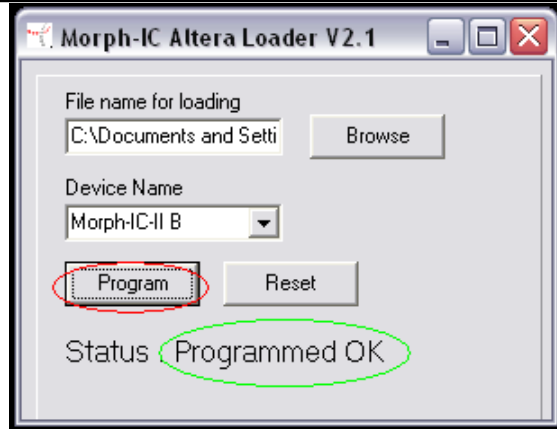 Morph-IC Altera Loader V2.1
File name for loading
C:\Documents and Setti
Browse
Device Name
Morph-IC-II B
Program
Reset
Status : Programmed OK